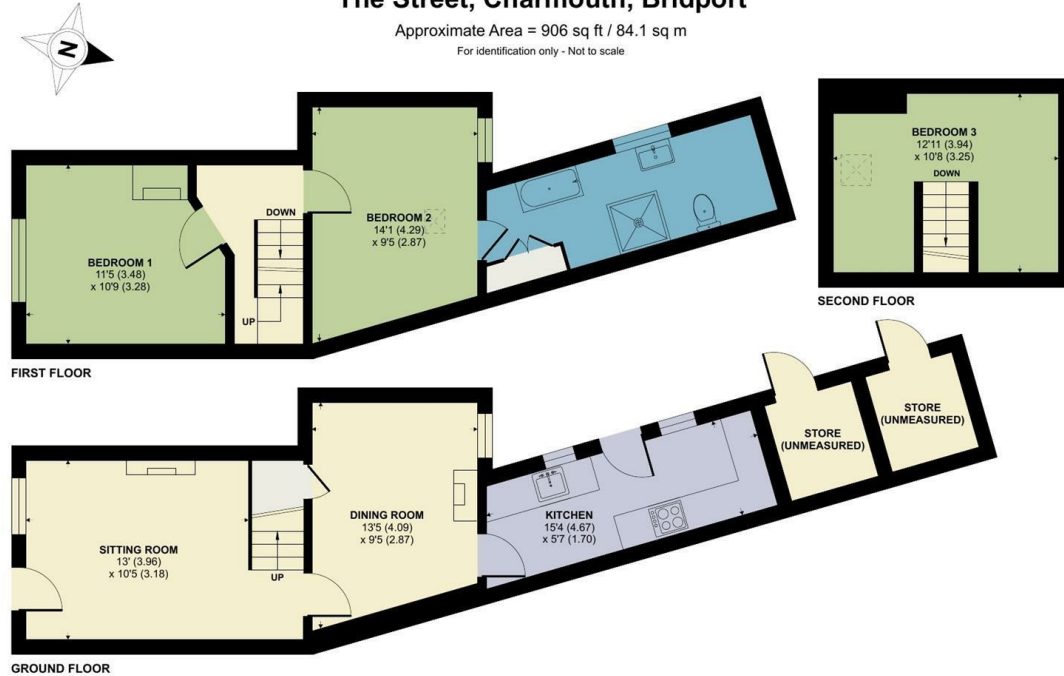 The Street, Charmouth, Bridport
Approximate Area = 906 sq ft / 84.1 sq m
For identification only - Not to scale
N
BEDROOM 1
11'5 (3.48)
x 10'9 (3.28)
DOWN
UP
BEDROOM 2
14'1 (4.29)
x 9'5 (2.87)
FIRST FLOOR
BEDROOM 3
12'11 (3.94)
x 10'8 (3.25)
DOWN
SECOND FLOOR
SITTING ROOM
13' (3.96)
x 10'5 (3.18)
UP
DINING ROOM
13'5 (4.09)
x 9'5 (2.87)
KITCHEN
15'4 (4.67)
x 5'7 (1.70)
STORE
(UNMEASURED)
STORE
(UNMEASURED)
GROUND FLOOR